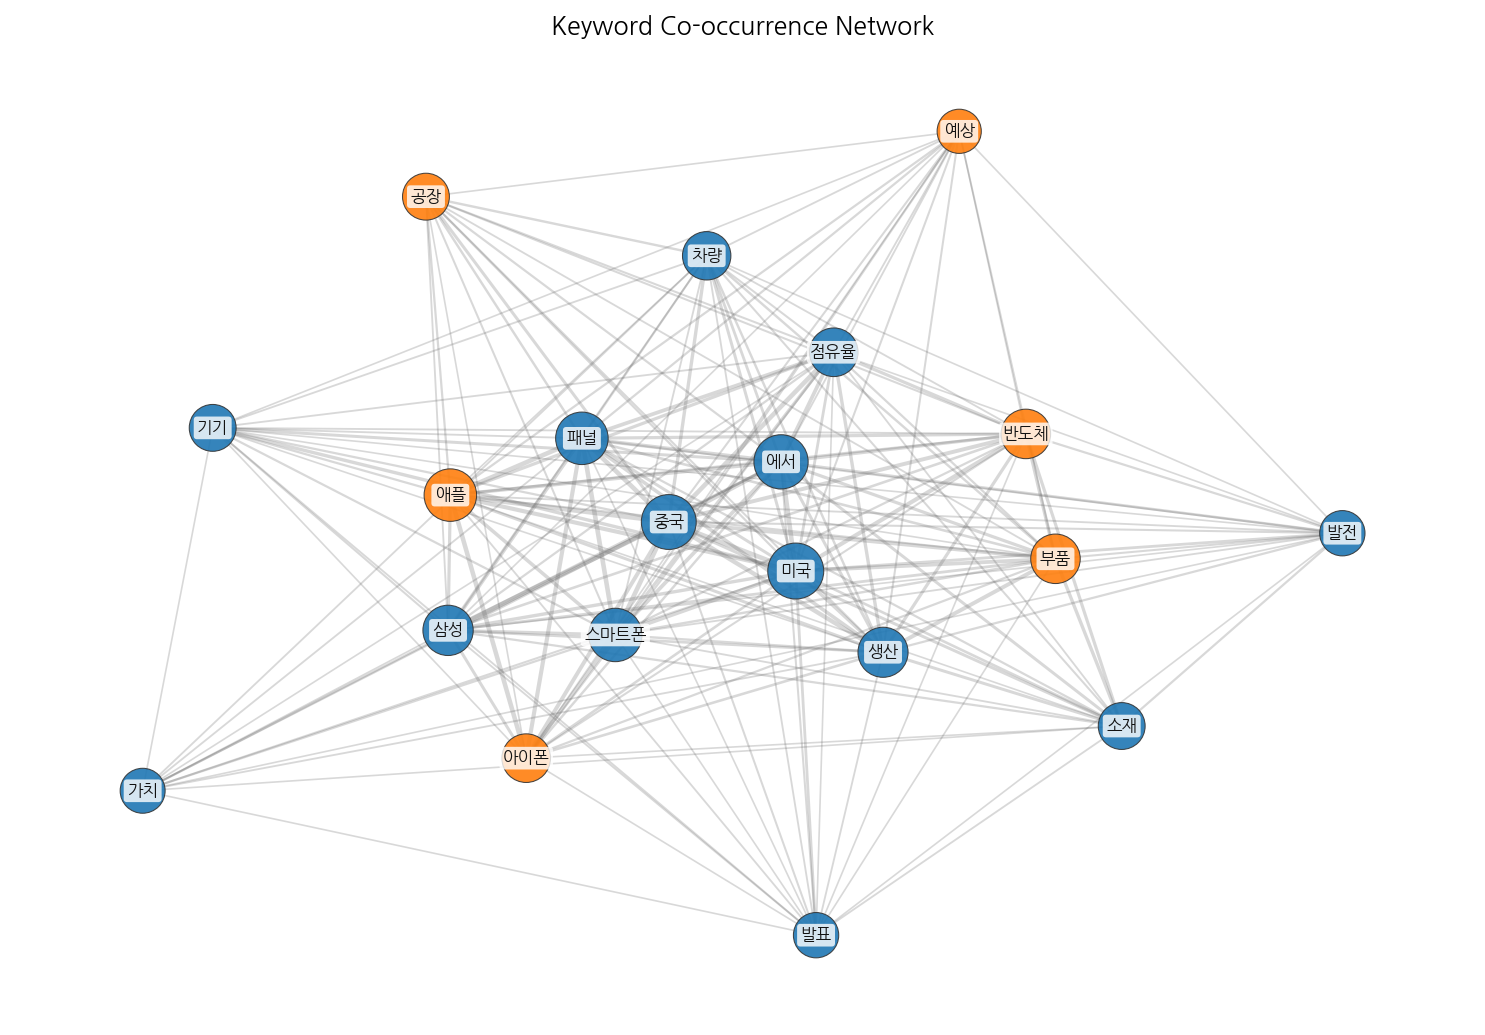 Keyword Co-occurrence Network
예상
공장
차량
점유율
기기
패널
반도체
에서
애플
중국
발전
부품
미국
삼성
스마트폰
생산
소재
아이폰
가치
발표